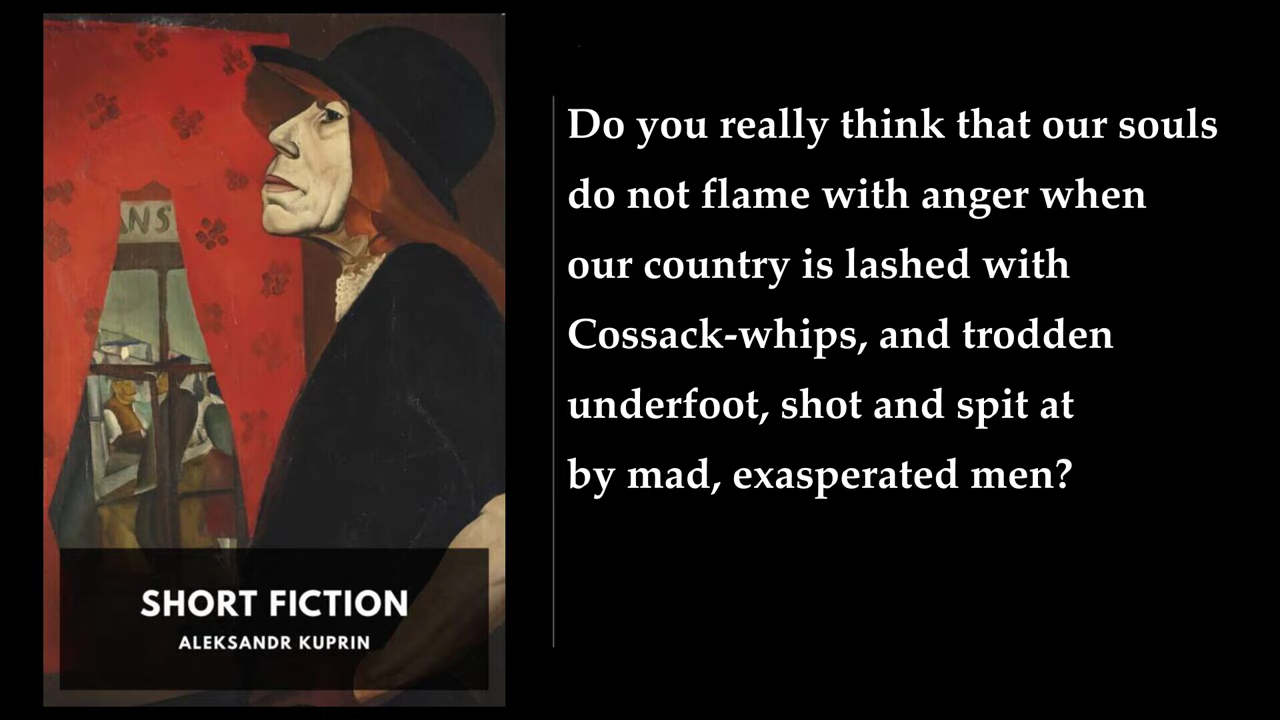 ANS
SHORT FICTION
ALEKSANDR KUPRIN
Do you really think that our souls
do not flame with anger when
our country is lashed with
Cossack-whips, and trodden
underfoot, shot and spit at
by mad, exasperated men?